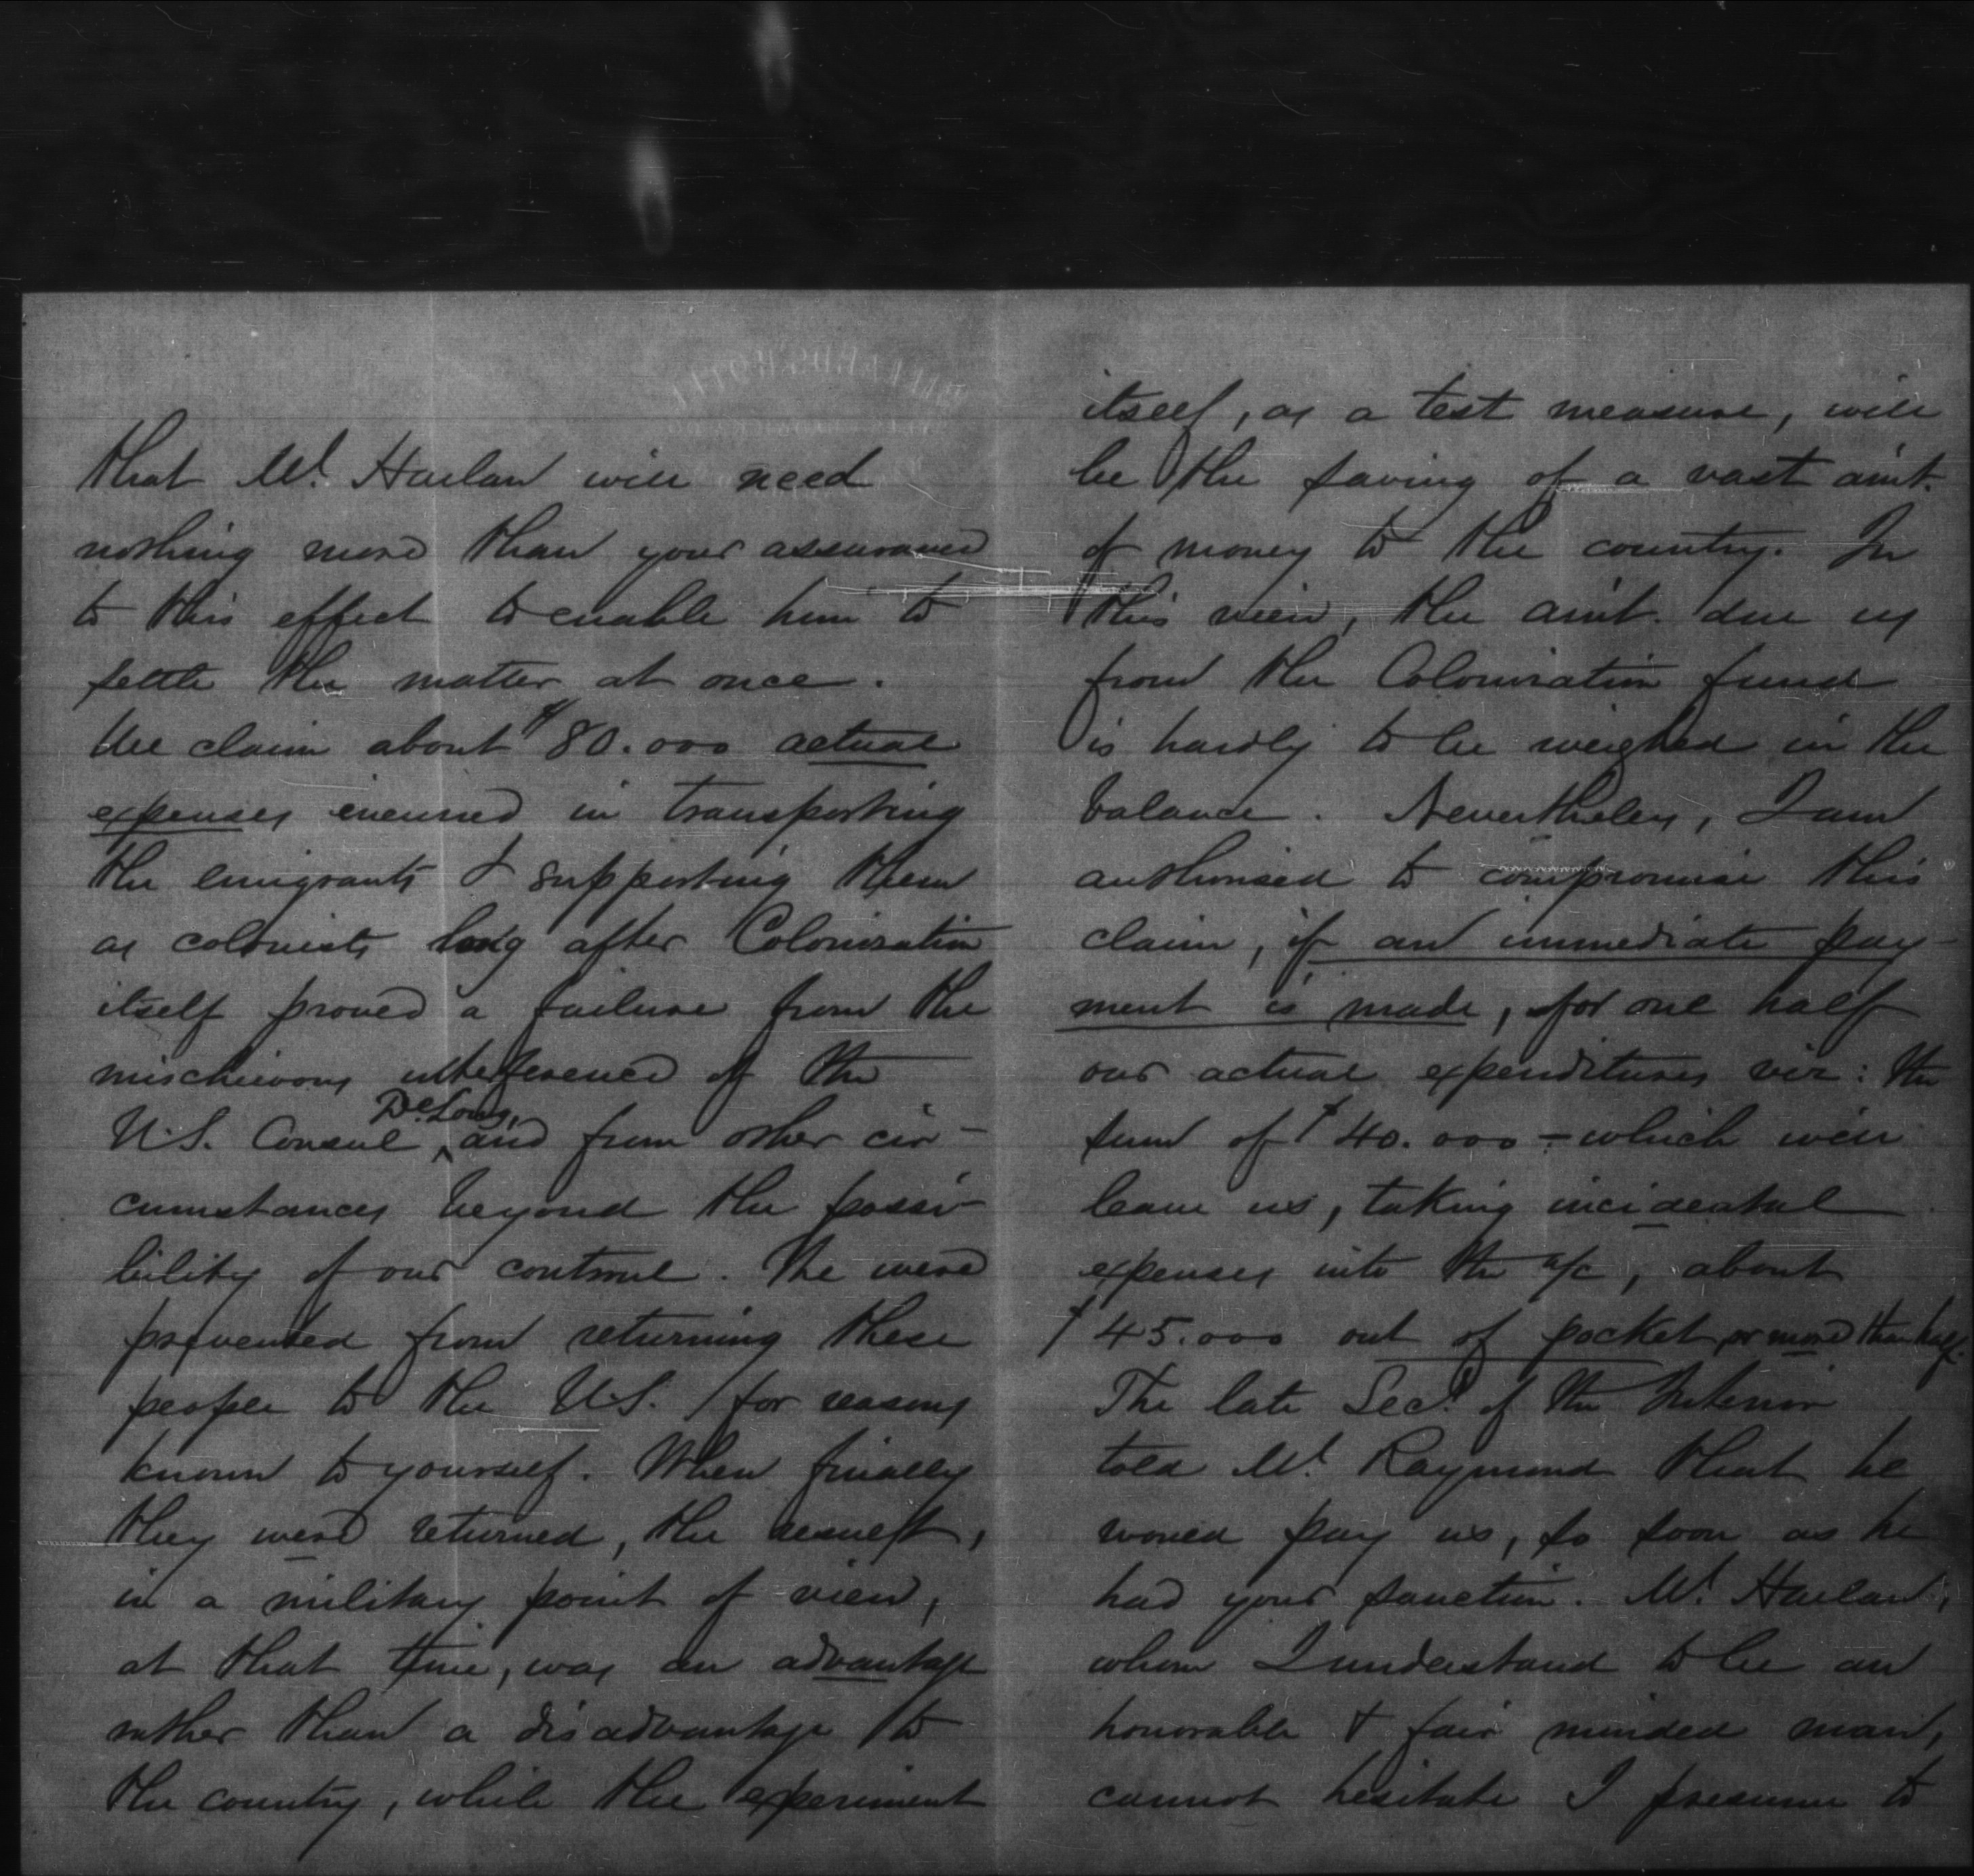 that Mr. Harlan will need
nothing more than your assurance
to this effect to enable him to
settle the matter at once.
We claim about $80.000 actual
expenses incurred in transporting
the emigrants & supporting them
as colonists long after Colonisation
itself proved a failure from the
mischievous interference of the
U.S. Consul De Long, and from other cir-
cumstances beyond the possi-
bility of our control. We were
prevented from returning these
people to the U.S. for reasons
known to yourself. When finally
they were returned, the result,
in a military point of view,
at that time, was an advantage
rather than a disadvantage to
the country, while the experiment
itself, as a test measure, will
be the saving of a vast amt.
of money to the country. In
this view, the amt. due us
from the Colonisation fund
is hardly to be weighed in the
balance. Nevertheless, I am
authorised to compromise this
claim, if an immediate pay-
ment is made, for one half
our actual expenditures viz: the
sum of $40.000 - which will
leave us, taking incidental
expenses into the a/c, about
$45.000 out of pocket or more than half.
The late Secy. of the Interior
told Mr. Raymond that he
would pay us, so soon as he
had your sanction. Mr. Harlan,
whom I understand to be an
honorable & fair minded man,
cannot hesitate I presume to